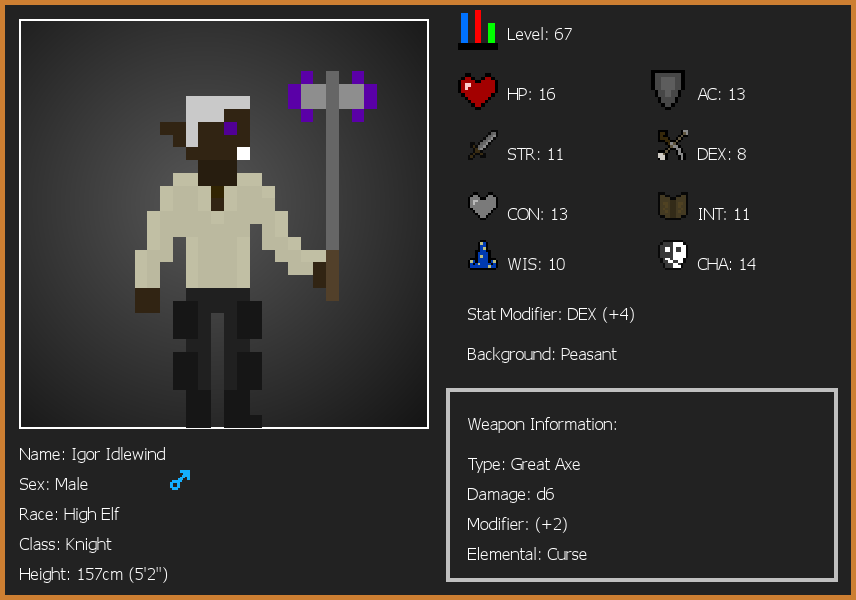 Level: 67
HP: 16
AC: 13
STR: 11
DEX: 8
CON: 13
INT: 11
WIS: 10
CHA: 14
Stat Modifier: DEX (+4)
Background: Peasant
Weapon Information:
Type: Great Axe
Damage: d6
Modifier: (+2)
Elemental: Curse
Name: Igor Idlewind
Sex: Male
Race: High Elf
Class: Knight
Height: 157cm (5'2")